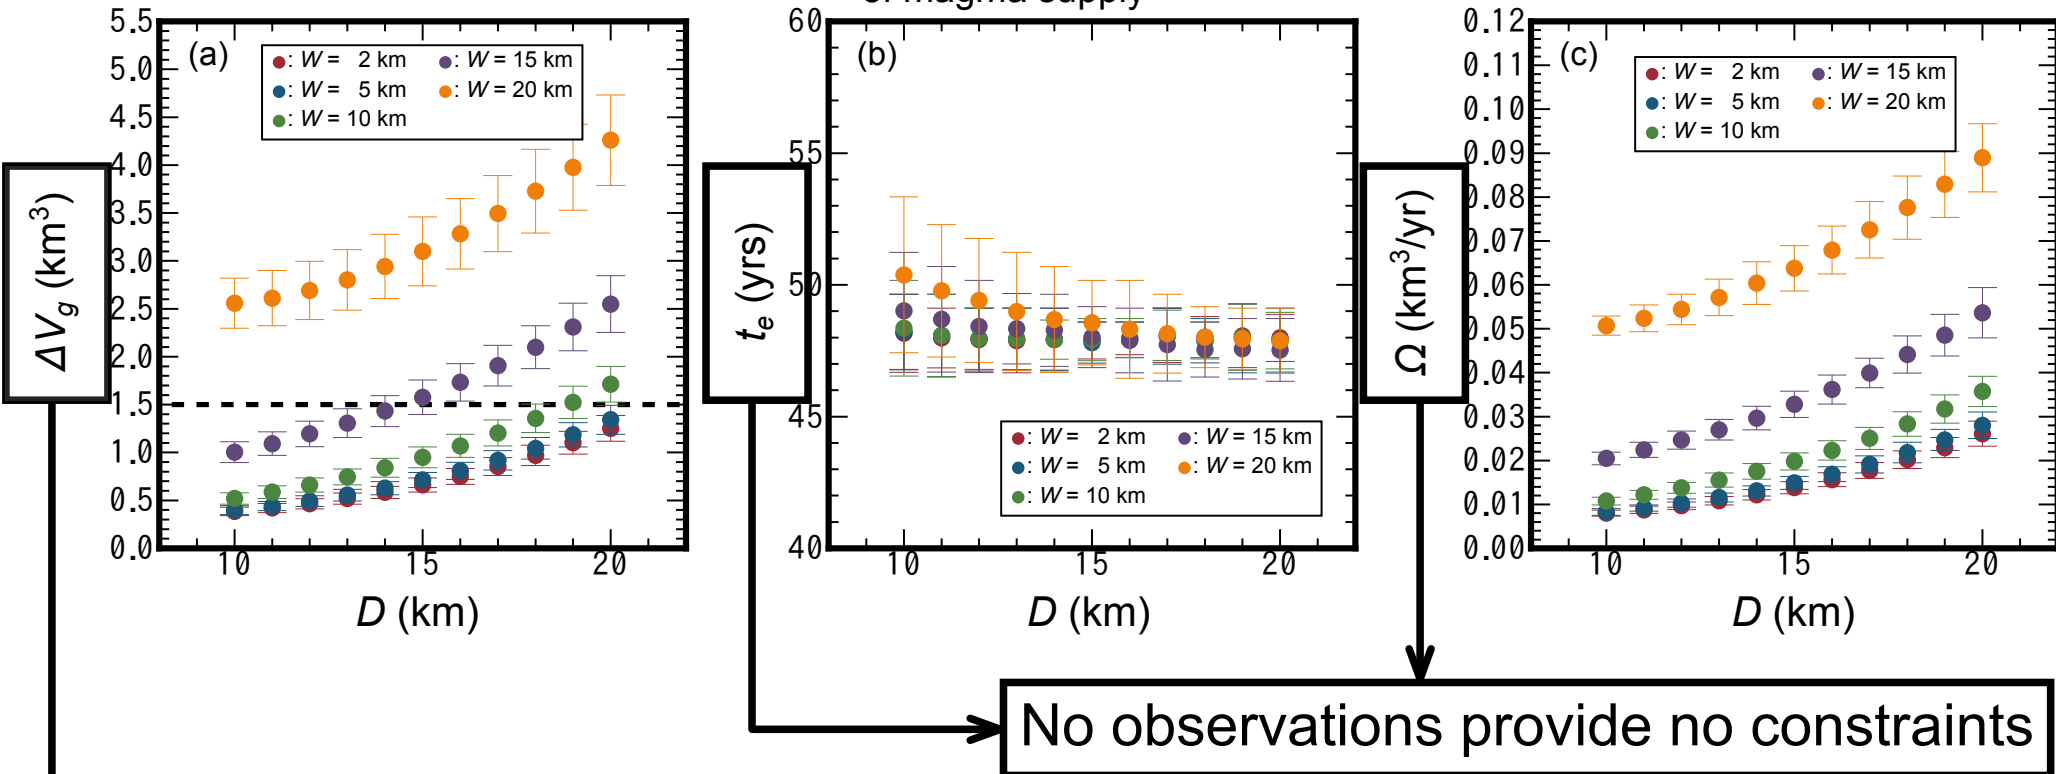 of magma supply
(a)
: W = 2 km : W = 15 km
: W = 5 km : W = 20 km
: W = 10 km
5.5
5.0
4.5
4.0
3.5
3.0
2.5
2.0
1.5
1.0
0.5
0.0
10 15 20
D (km)
ΔVg (km³)
(b)
60
55
50
45
40
: W = 2 km : W = 15 km
: W = 5 km : W = 20 km
: W = 10 km
10 15 20
D (km)
te (yrs)
(c)
: W = 2 km : W = 15 km
: W = 5 km : W = 20 km
: W = 10 km
0.12
0.11
0.10
0.09
0.08
0.07
0.06
0.05
0.04
0.03
0.02
0.01
0.00
10 15 20
D (km)
Ω (km³/yr)
No observations provide no constraints